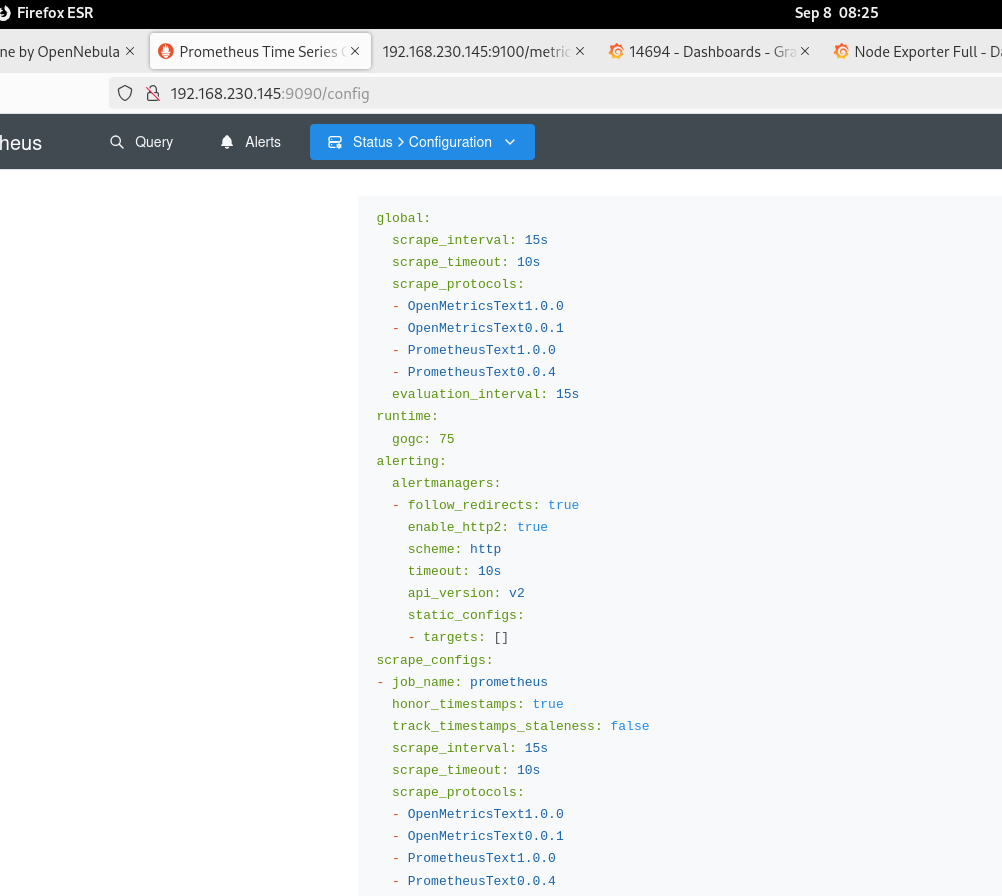 Firefox ESR
Sep 8 08:25
ne by OpenNebula
Prometheus Time Series
192.168.230.145:9100/metric
14694 - Dashboards - Gra
Node Exporter Full - Da
192.168.230.145:9090/config
heus
Query
Alerts
Status > Configuration
global:
  scrape_interval: 15s
  scrape_timeout: 10s
  scrape_protocols:
  - OpenMetricsText1.0.0
  - OpenMetricsText0.0.1
  - PrometheusText1.0.0
  - PrometheusText0.0.4
  evaluation_interval: 15s
runtime:
  gogc: 75
alerting:
  alertmanagers:
  - follow_redirects: true
    enable_http2: true
    scheme: http
    timeout: 10s
    api_version: v2
    static_configs:
    - targets: []
scrape_configs:
- job_name: prometheus
  honor_timestamps: true
  track_timestamps_staleness: false
  scrape_interval: 15s
  scrape_timeout: 10s
  scrape_protocols:
  - OpenMetricsText1.0.0
  - OpenMetricsText0.0.1
  - PrometheusText1.0.0
  - PrometheusText0.0.4